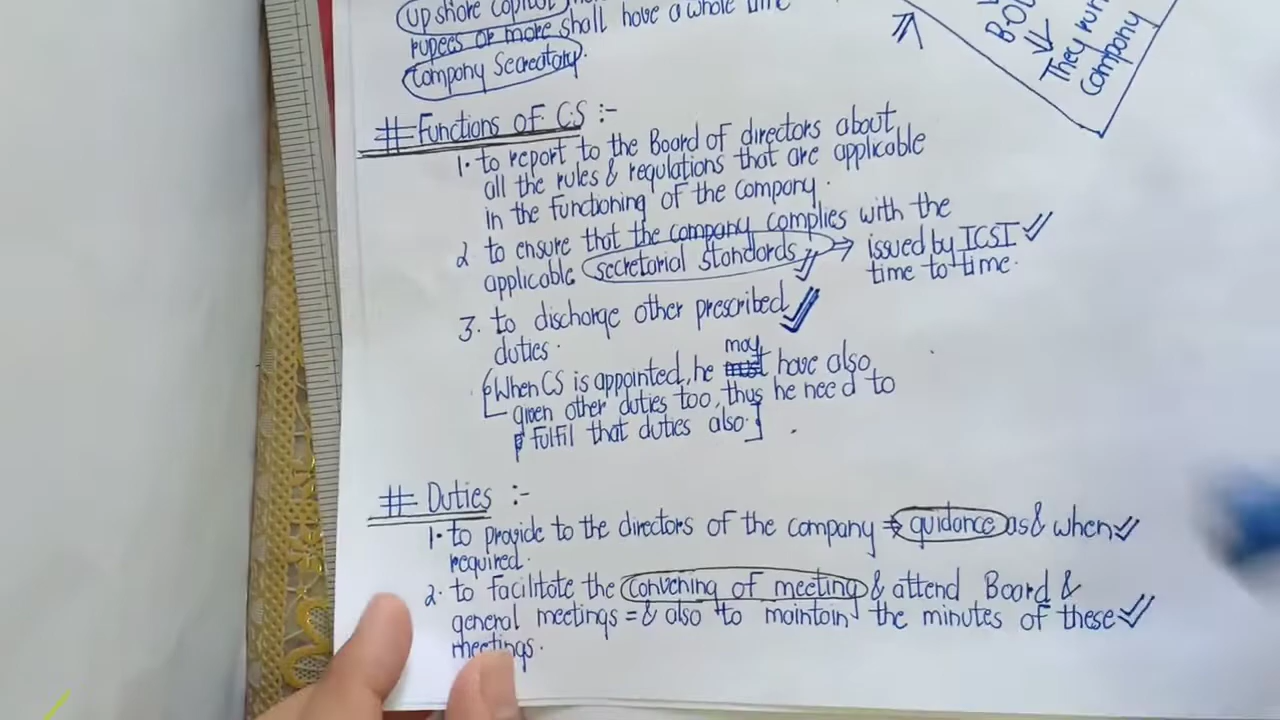 up share capital
rupees or more shall have a whole time
Company Secreatary.
# Functions of CS :-
1. to report to the Board of directors about
all the rules & regulations that are applicable
in the functioning of the company.
2 to ensure that the company complies with the
applicable secretarial standards → issued by ICSI
time to time.
3. to discharge other prescribed
duties.
[When CS is appointed, he may have also
given other duties too, thus he need to
fulfil that duties also.]
BOD
They run
company
# Duties :-
1. to provide to the directors of the company → guidance as & when
required.
2. to facilitate the convening of meeting & attend Board &
general meetings = & also to maintain the minutes of these
meetings.